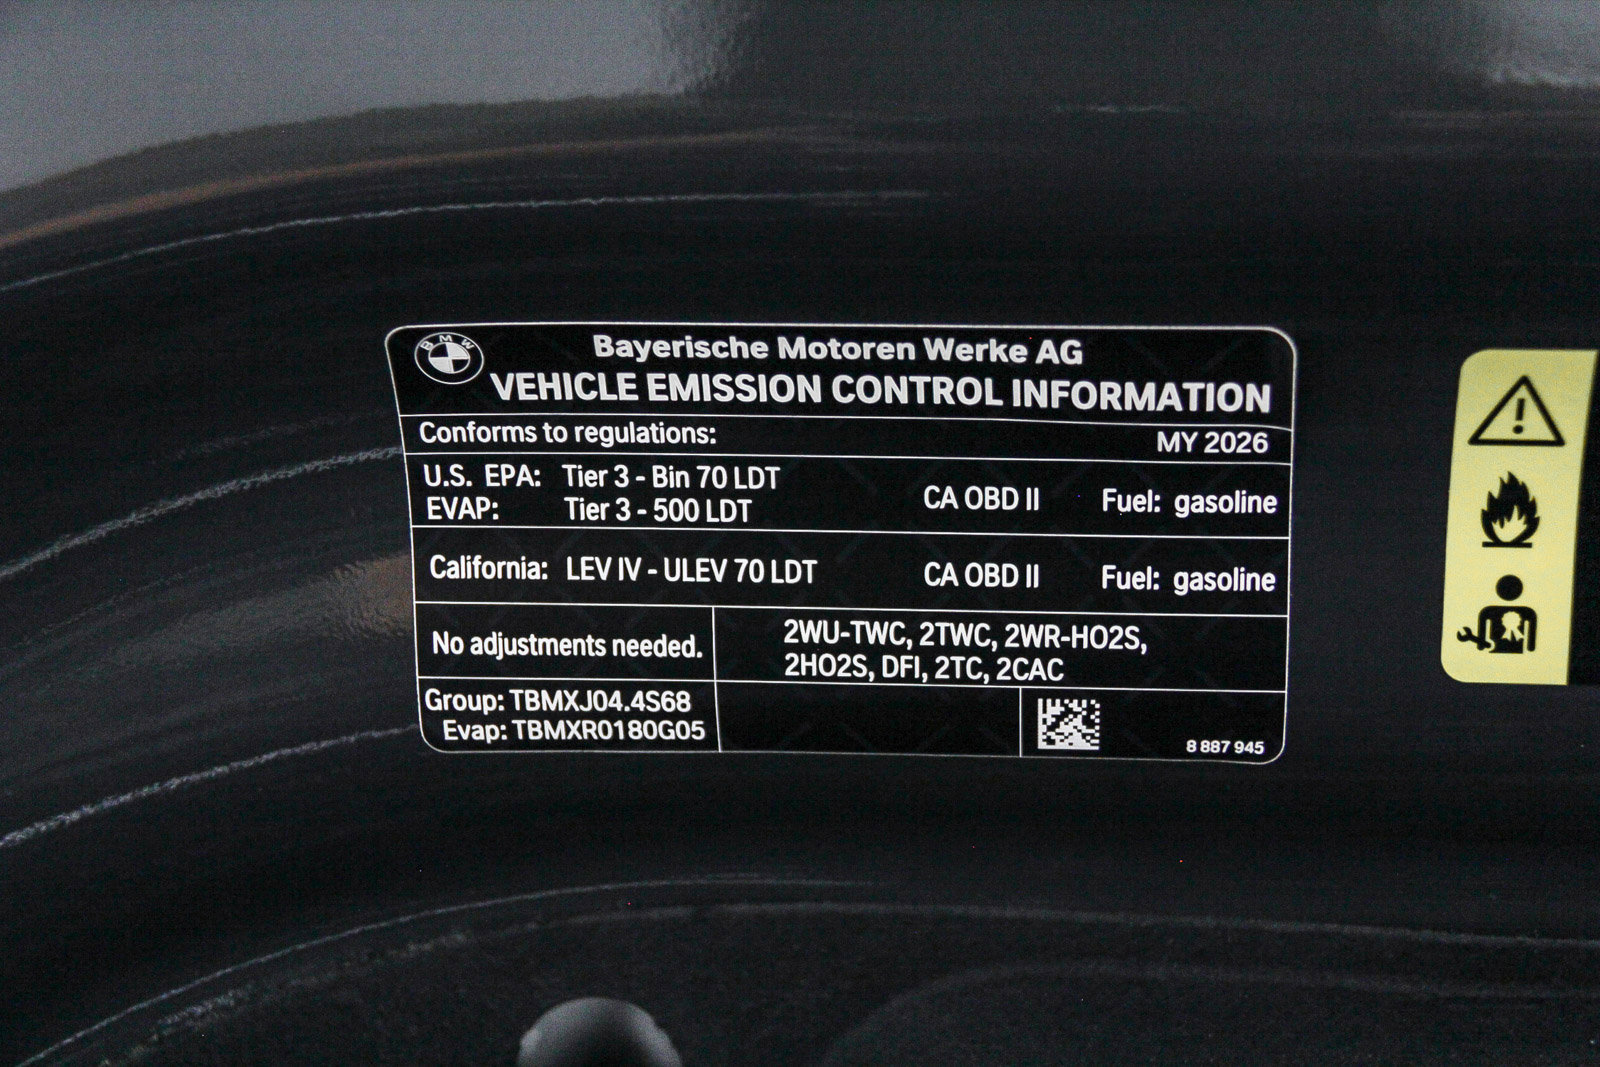 BMW
Bayerische Motoren Werke AG
VEHICLE EMISSION CONTROL INFORMATION
Conforms to regulations: MY 2026
U.S. EPA: Tier 3 - Bin 70 LDT
EVAP: Tier 3 - 500 LDT
CA OBD II Fuel: gasoline
California: LEV IV - ULEV 70 LDT CA OBD II Fuel: gasoline
No adjustments needed.
2WU-TWC, 2TWC, 2WR-HO2S,
2HO2S, DFI, 2TC, 2CAC
Group: TBMXJ04.4S68
Evap: TBMXR0180G05
8 887 945